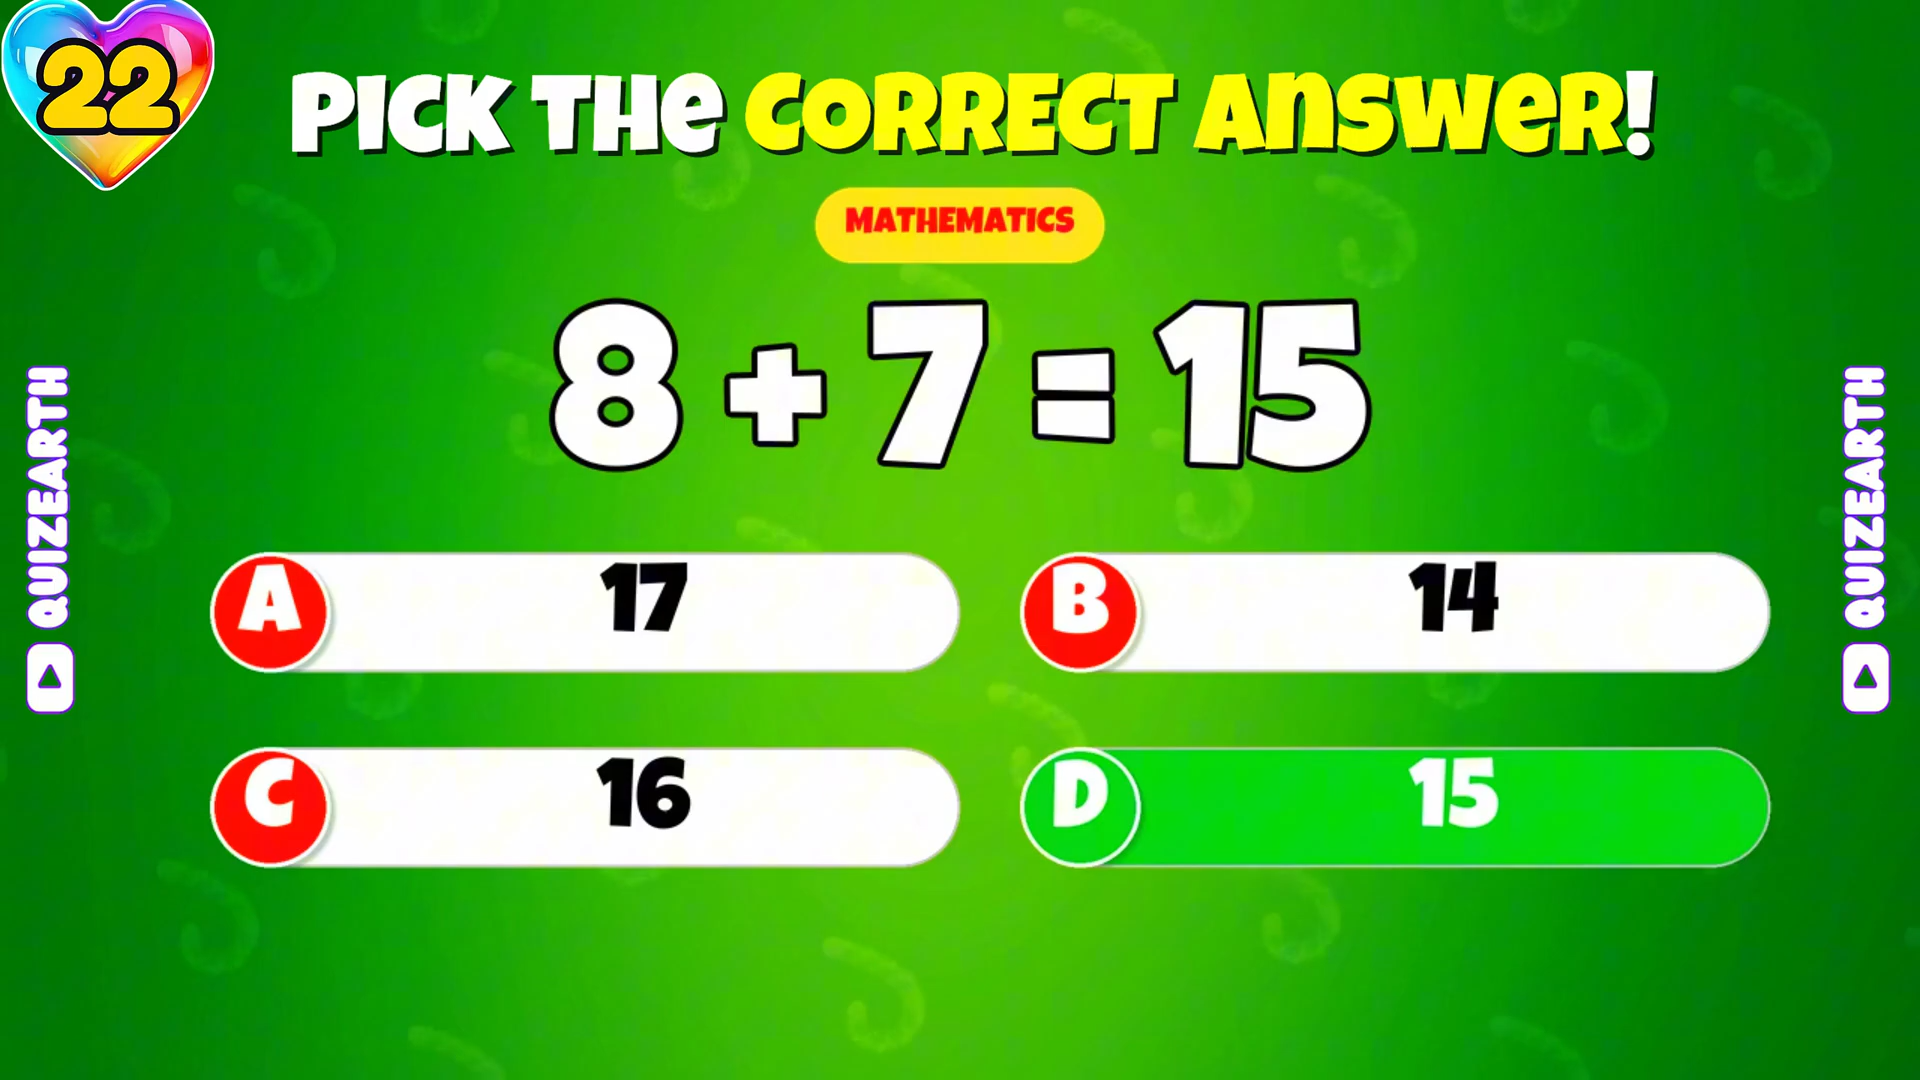 22
PICK THE CORRECT ANSWER!
MATHEMATICS
8 + 7 = 15
A 17
B 14
C 16
D 15
QUIZEARTH
QUIZEARTH